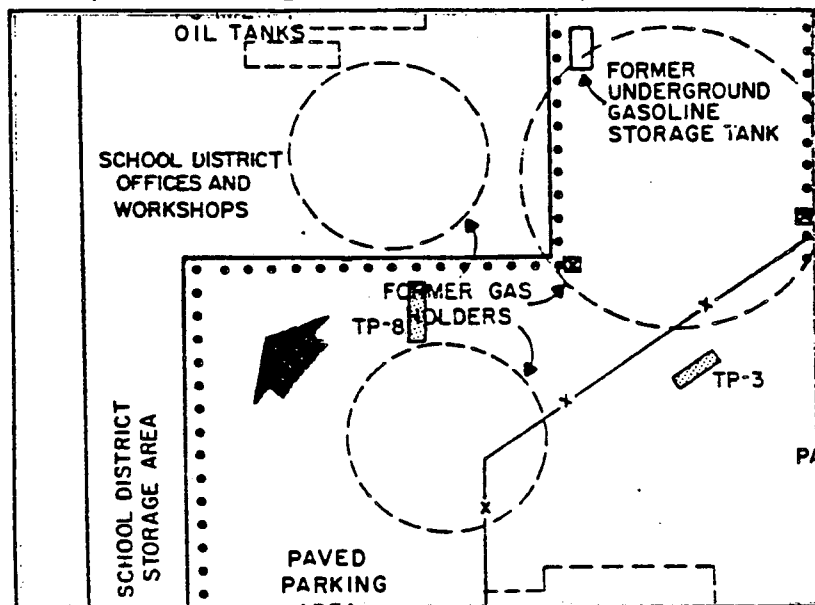 OIL TANKS
FORMER
UNDERGROUND
GASOLINE
STORAGE TANK
SCHOOL DISTRICT
OFFICES AND
WORKSHOPS
FORMER GAS
HOLDERS
TP-8
TP-3
SCHOOL DISTRICT
STORAGE AREA
PAVED
PARKING